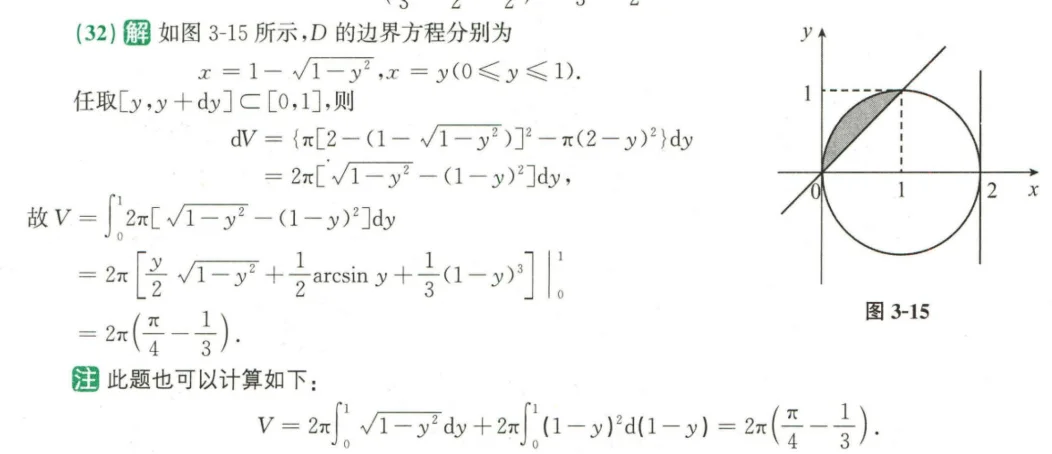 (32) 解 如图 3-15 所示,D 的边界方程分别为
x = 1 - √(1-y²), x = y(0 ⩽ y ⩽ 1).
任取[y, y+dy] ⊂ [0,1],则
dV = {π[2-(1-√(1-y²))]² - π(2-y)²}dy
= 2π[√(1-y²) - (1-y)²]dy,
故 V = ∫₀¹ 2π[√(1-y²) - (1-y)²]dy
= 2π[y/2 √(1-y²) + 1/2 arcsin y + 1/3 (1-y)³]|₀¹
= 2π(π/4 - 1/3).
注 此题也可以计算如下:
V = 2π∫₀¹ √(1-y²) dy + 2π∫₀¹ (1-y)² d(1-y) = 2π(π/4 - 1/3).
y
1
0 1 2 x
图 3-15